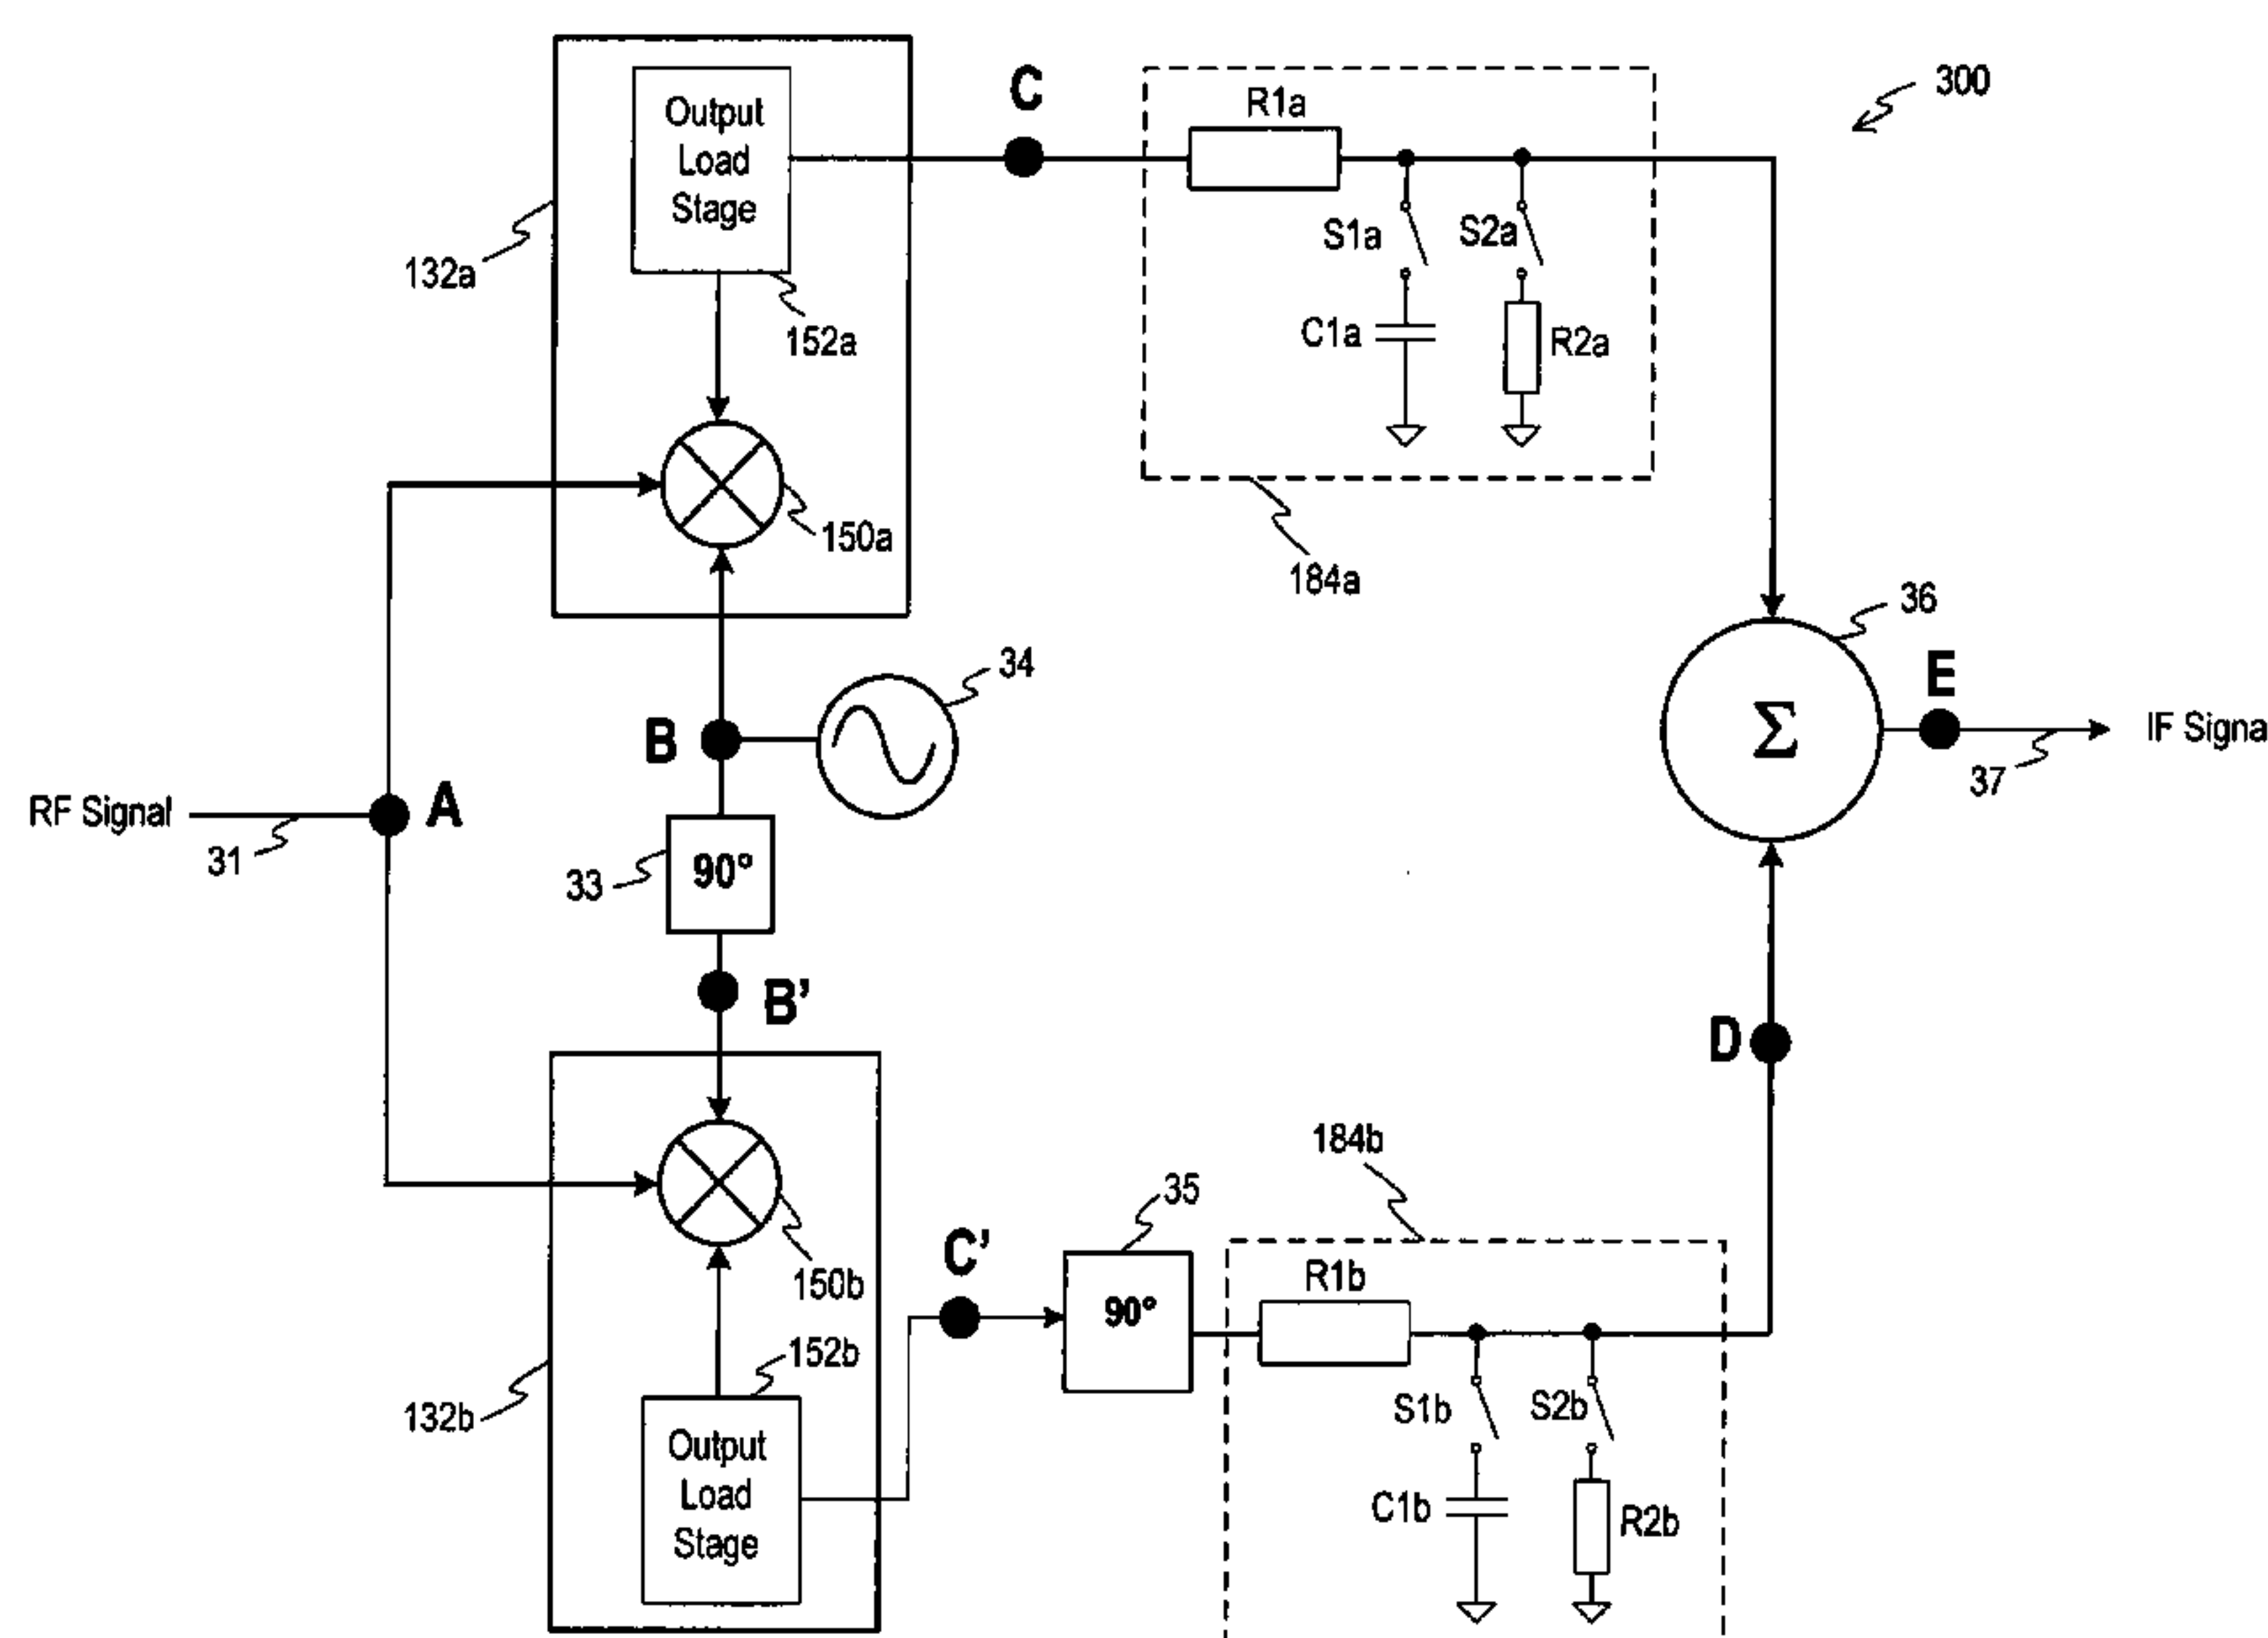 300
C
R1a
Output
Load
Stage
S1a
S2a
132a
152a
C1a
R2a
150a
184a
36
34
B
E
Σ
IF Signa
37
RF Signal
A
31
33
90°
B'
D
184b
35
C'
R1b
150b
90°
152b
132b
S1b
S2b
Output
Load
Stage
C1b
R2b